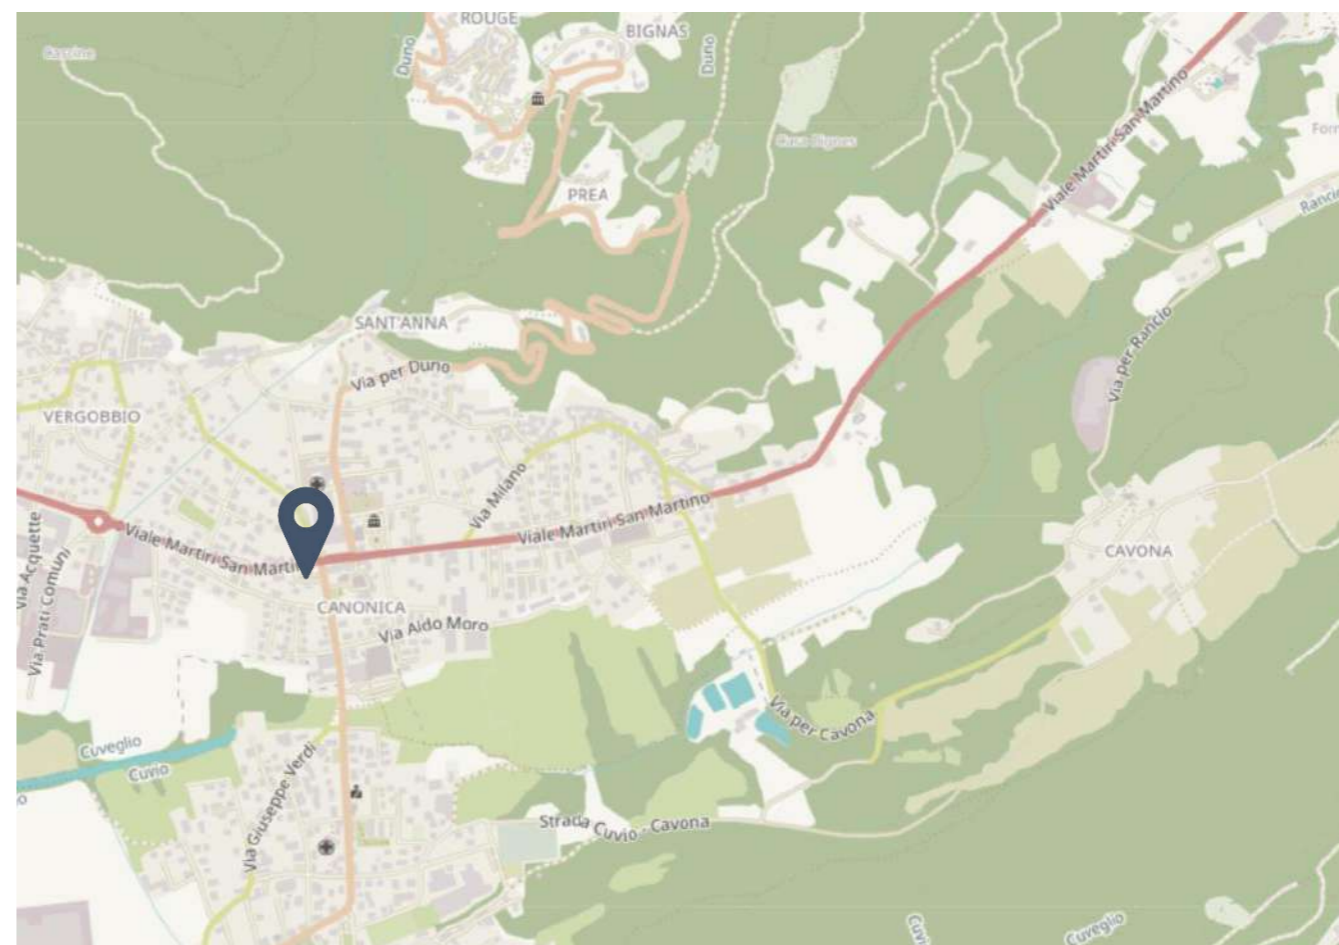 ROUGE
BIGNAS
Cascine
Duno
Duno
Casa Bignes
Viale Martiri San Martino
PREA
SANT'ANNA
Via per Duno
Via per Rancio
VERGOBBIO
Via Milano
Viale Martiri San Martino
Viale Martiri San Martin
Via Acquette
Via Prati Comuni
CAVONA
CANONICA
Via Aldo Moro
Via per Cavona
Cuveglio
Cuvio
Via Giuseppe Verdi
Strada Cuvio - Cavona
Cuveglio